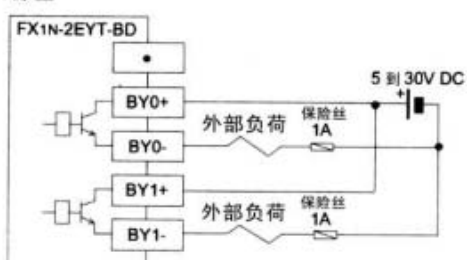 FX1N-2EYT-BD
5 到 30V DC
BY0+
保险丝
外部负荷
1A
BY0-
BY1+
保险丝
外部负荷
1A
BY1-